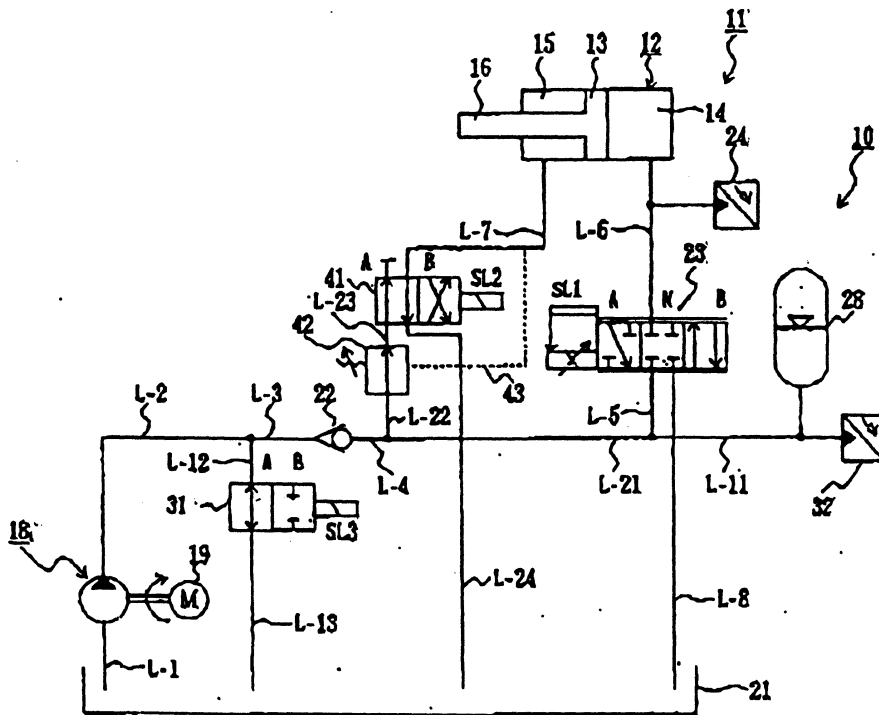 11
15 13 12
16
14
24
10
L-7
L-6
A B
23
41
SL2
SL1
A N B
L-23
42
28
43
L-2
L-3
22
L-22
L-5
L-12
A B
L-4
L-21
L-11
31
SL3
32
18
19
M
L-24
L-13
L-8
L-1
21